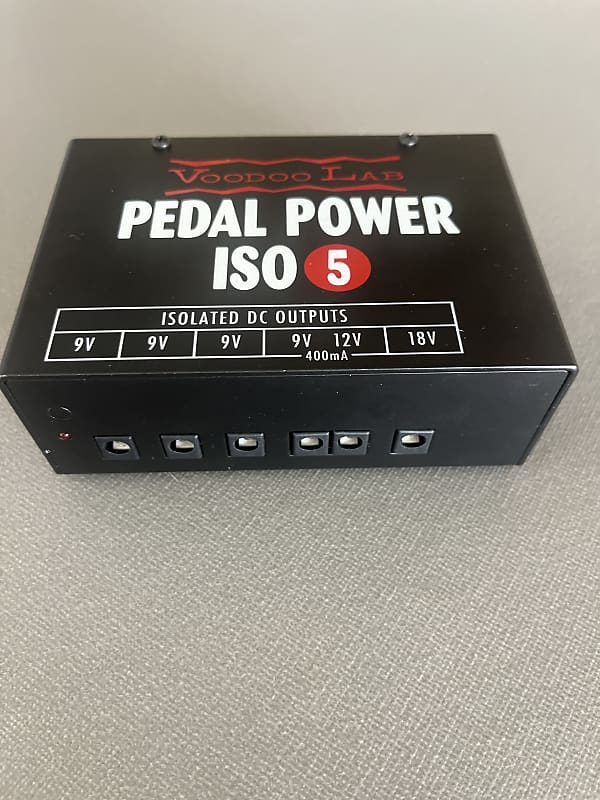 VOODOO LAB
PEDAL POWER
ISO 5
ISOLATED DC OUTPUTS
9V 9V 9V 9V 12V 18V
400mA